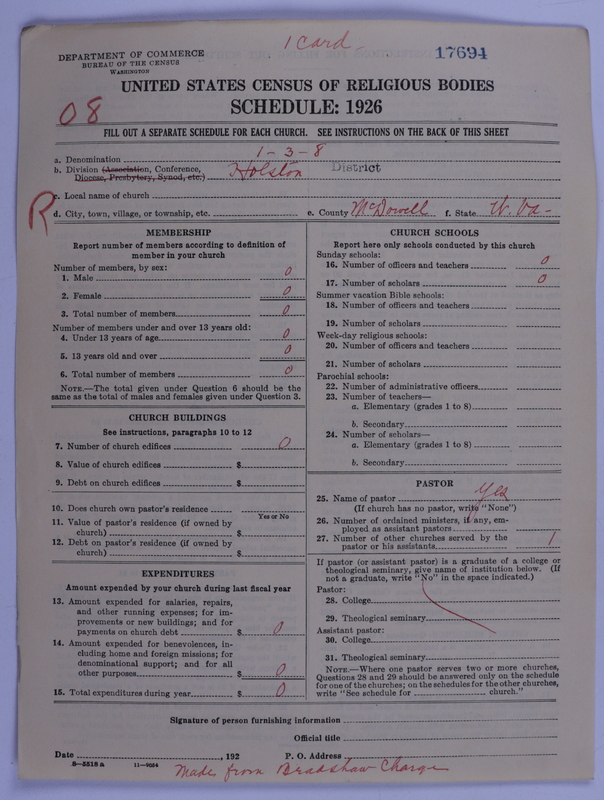 1 Card
17694
DEPARTMENT OF COMMERCE
BUREAU OF THE CENSUS
WASHINGTON
UNITED STATES CENSUS OF RELIGIOUS BODIES
SCHEDULE: 1926
08
FILL OUT A SEPARATE SCHEDULE FOR EACH CHURCH. SEE INSTRUCTIONS ON THE BACK OF THIS SHEET
a. Denomination 1-3-8
b. Division (Association, Conference, Diocese, Presbytery, Synod, etc.) Holston District
c. Local name of church
R
d. City, town, village, or township, etc. e. County McDowell f. State W. Va-
MEMBERSHIP
Report number of members according to definition of
member in your church
Number of members, by sex:
1. Male 0
2. Female 0
3. Total number of members 0
Number of members under and over 13 years old:
4. Under 13 years of age 0
5. 13 years old and over 0
6. Total number of members 0
NOTE.—The total given under Question 6 should be the
same as the total of males and females given under Question 3.
CHURCH BUILDINGS
See instructions, paragraphs 10 to 12
7. Number of church edifices 0
8. Value of church edifices $
9. Debt on church edifices $
10. Does church own pastor's residence
Yes or No
11. Value of pastor's residence (if owned by
church) $
12. Debt on pastor's residence (if owned by
church) $
EXPENDITURES
Amount expended by your church during last fiscal year
13. Amount expended for salaries, repairs,
and other running expenses; for im-
provements or new buildings; and for
payments on church debt $ 0
14. Amount expended for benevolences, in-
cluding home and foreign missions; for
denominational support; and for all
other purposes $ 0
15. Total expenditures during year $ 0
CHURCH SCHOOLS
Report here only schools conducted by this church
Sunday schools:
16. Number of officers and teachers 0
17. Number of scholars 0
Summer vacation Bible schools:
18. Number of officers and teachers
19. Number of scholars
Week-day religious schools:
20. Number of officers and teachers
21. Number of scholars
Parochial schools:
22. Number of administrative officers
23. Number of teachers—
a. Elementary (grades 1 to 8)
b. Secondary
24. Number of scholars—
a. Elementary (grades 1 to 8)
b. Secondary
PASTOR
25. Name of pastor Yes
(If church has no pastor, write "None")
26. Number of ordained ministers, if any, em-
ployed as assistant pastors
27. Number of other churches served by the
pastor or his assistants 1
If pastor (or assistant pastor) is a graduate of a college or
theological seminary, give name of institution below. (If
not a graduate, write "No" in the space indicated.)
Pastor:
28. College
29. Theological seminary
Assistant pastor:
30. College
31. Theological seminary
NOTE.—Where one pastor serves two or more churches,
Questions 28 and 29 should be answered only on the schedule
for one of the churches; on the schedules for the other churches,
write "See schedule for church."
Signature of person furnishing information
Official title
Date , 192 P. O. Address
8-5518 a 11-9054
Made from Bradshaw Charge